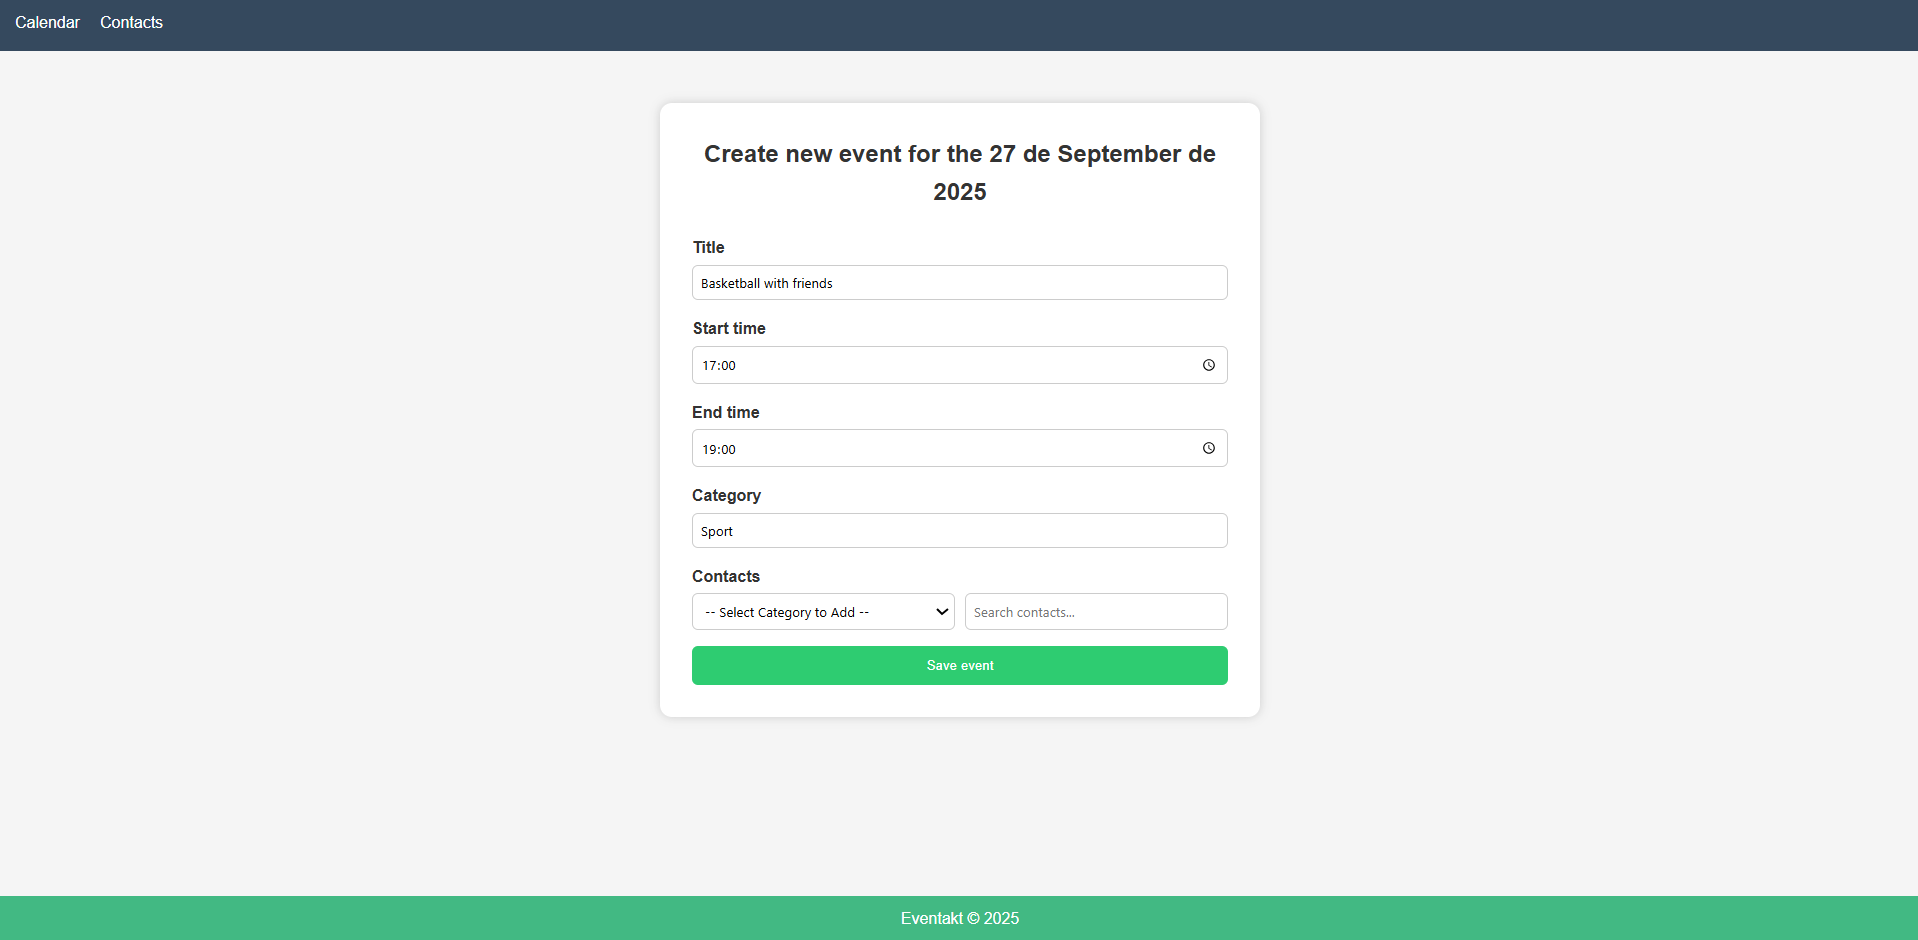 Calendar Contacts
Create new event for the 27 de September de
2025
Title
Basketball with friends
Start time
17:00
End time
19:00
Category
Sport
Contacts
-- Select Category to Add -- Search contacts...
Save event
Eventakt © 2025